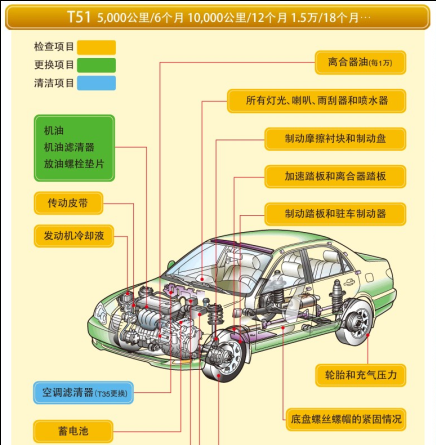 T51 5,000公里/6个月 10,000公里/12个月 1.5万/18个月…
检查项目
更换项目
清洁项目
离合器油(每1万)
所有灯光、喇叭、雨刮器和喷水器
制动摩擦衬块和制动盘
机油
机油滤清器
放油螺栓垫片
加速踏板和离合器踏板
传动皮带
制动踏板和驻车制动器
发动机冷却液
轮胎和充气压力
空调滤清器(T35更换)
底盘螺丝螺帽的紧固情况
蓄电池